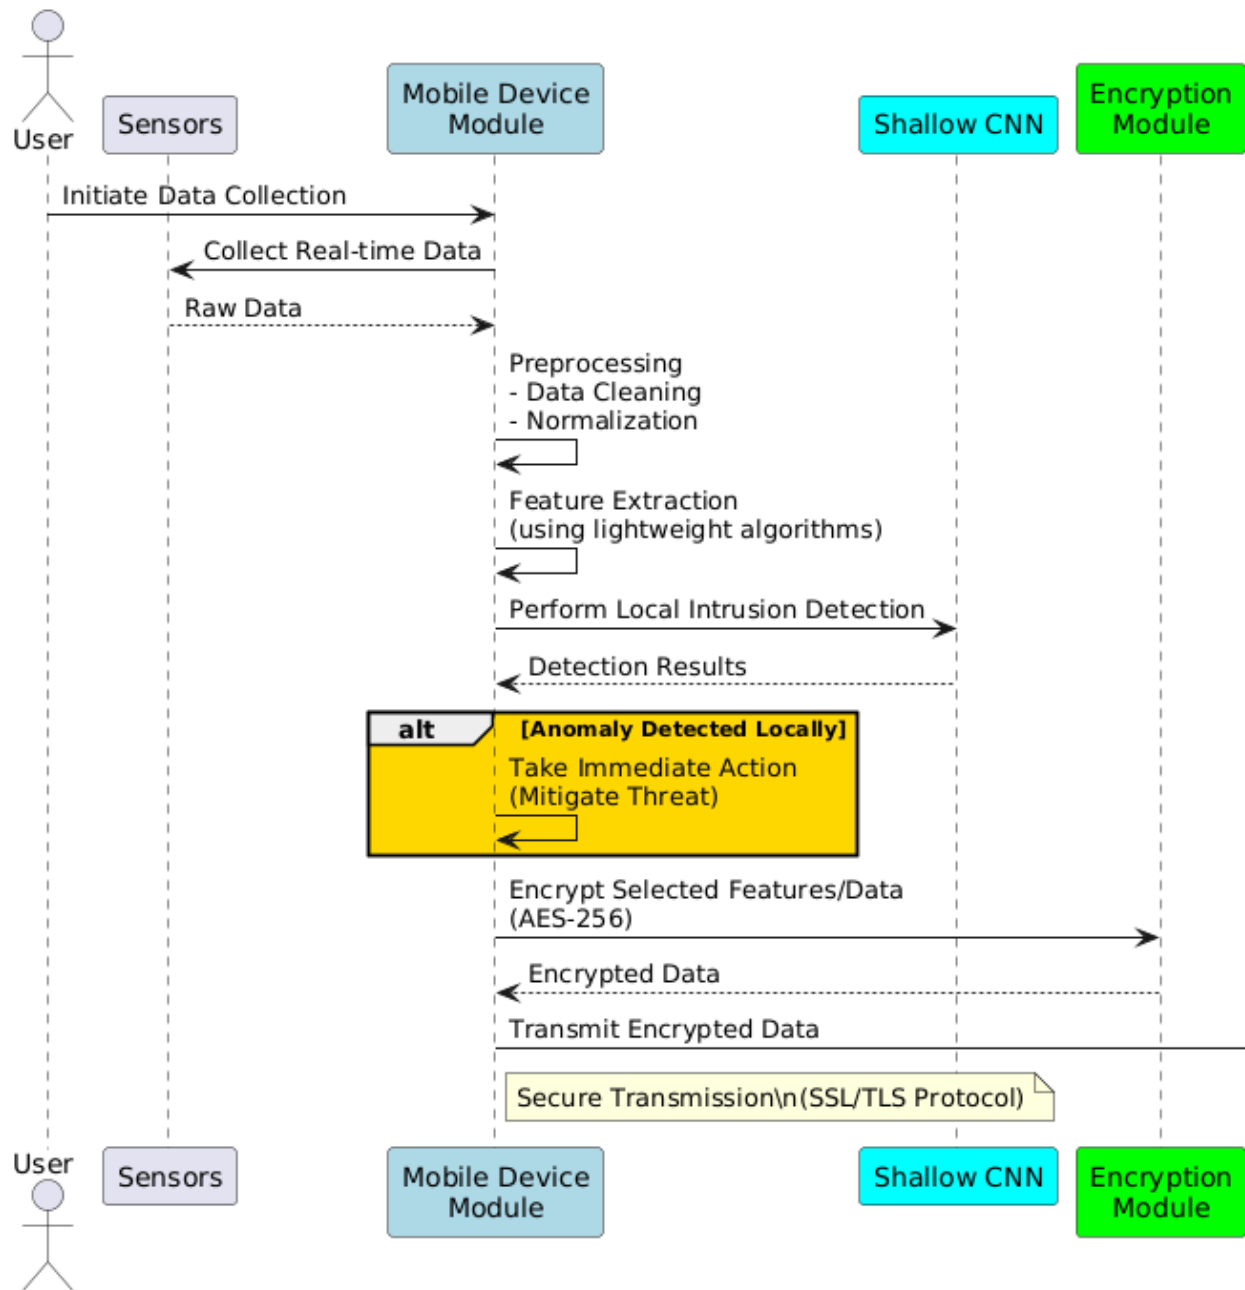 User
Sensors
Mobile Device
Module
Shallow CNN
Encryption
Module
Initiate Data Collection
Collect Real-time Data
Raw Data
Preprocessing
- Data Cleaning
- Normalization
Feature Extraction
(using lightweight algorithms)
Perform Local Intrusion Detection
Detection Results
alt
[Anomaly Detected Locally]
Take Immediate Action
(Mitigate Threat)
Encrypt Selected Features/Data
(AES-256)
Encrypted Data
Transmit Encrypted Data
Secure Transmission\n(SSL/TLS Protocol)
User
Sensors
Mobile Device
Module
Shallow CNN
Encryption
Module